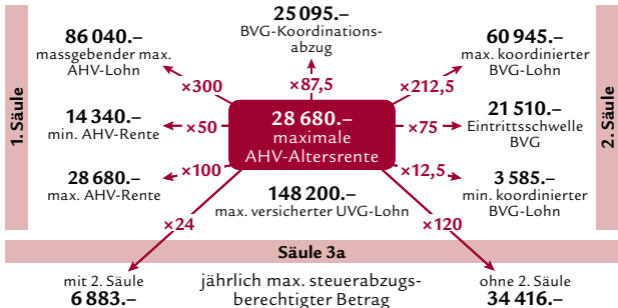 86 040.–
massgebender max.
AHV-Lohn
25 095.–
BVG-Koordinations-
abzug
60 945.–
max. koordinierter
BVG-Lohn
×300
×87,5
×212,5
1. Säule
14 340.–
min. AHV-Rente
×50
28 680.–
maximale
AHV-Altersrente
×75
21 510.–
Eintrittsschwelle
BVG
2. Säule
28 680.–
max. AHV-Rente
×100
×12,5
3 585.–
min. koordinierter
BVG-Lohn
148 200.–
max. versicherter UVG-Lohn
×24
×120
Säule 3a
mit 2. Säule
6 883.–
jährlich max. steuerabzugs-
berechtigter Betrag
ohne 2. Säule
34 416.–